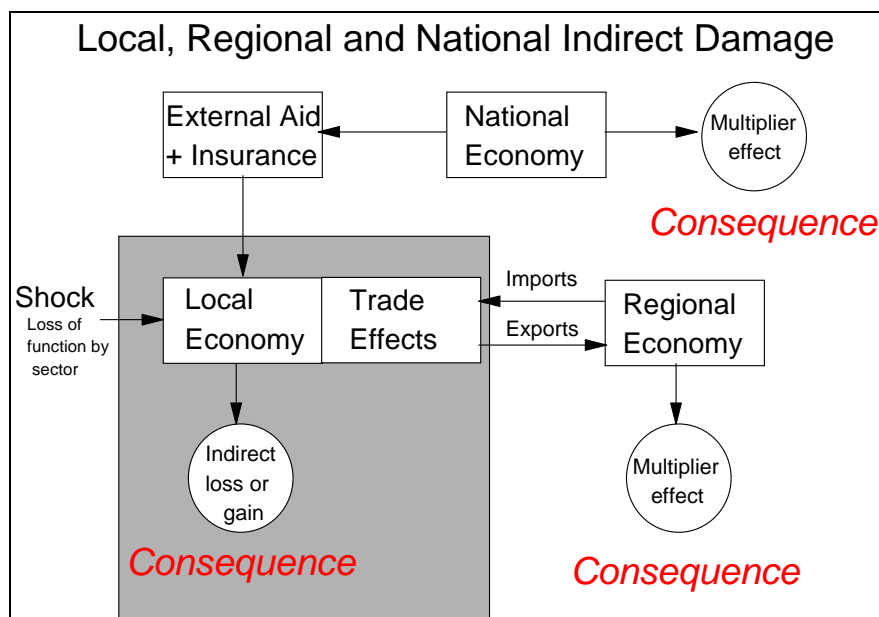 Local, Regional and National Indirect Damage
External Aid
+ Insurance
National
Economy
Multiplier
effect
Consequence
Shock
Loss of
function by
sector
Local
Economy
Trade
Effects
Imports
Exports
Regional
Economy
Indirect
loss or
gain
Consequence
Multiplier
effect
Consequence